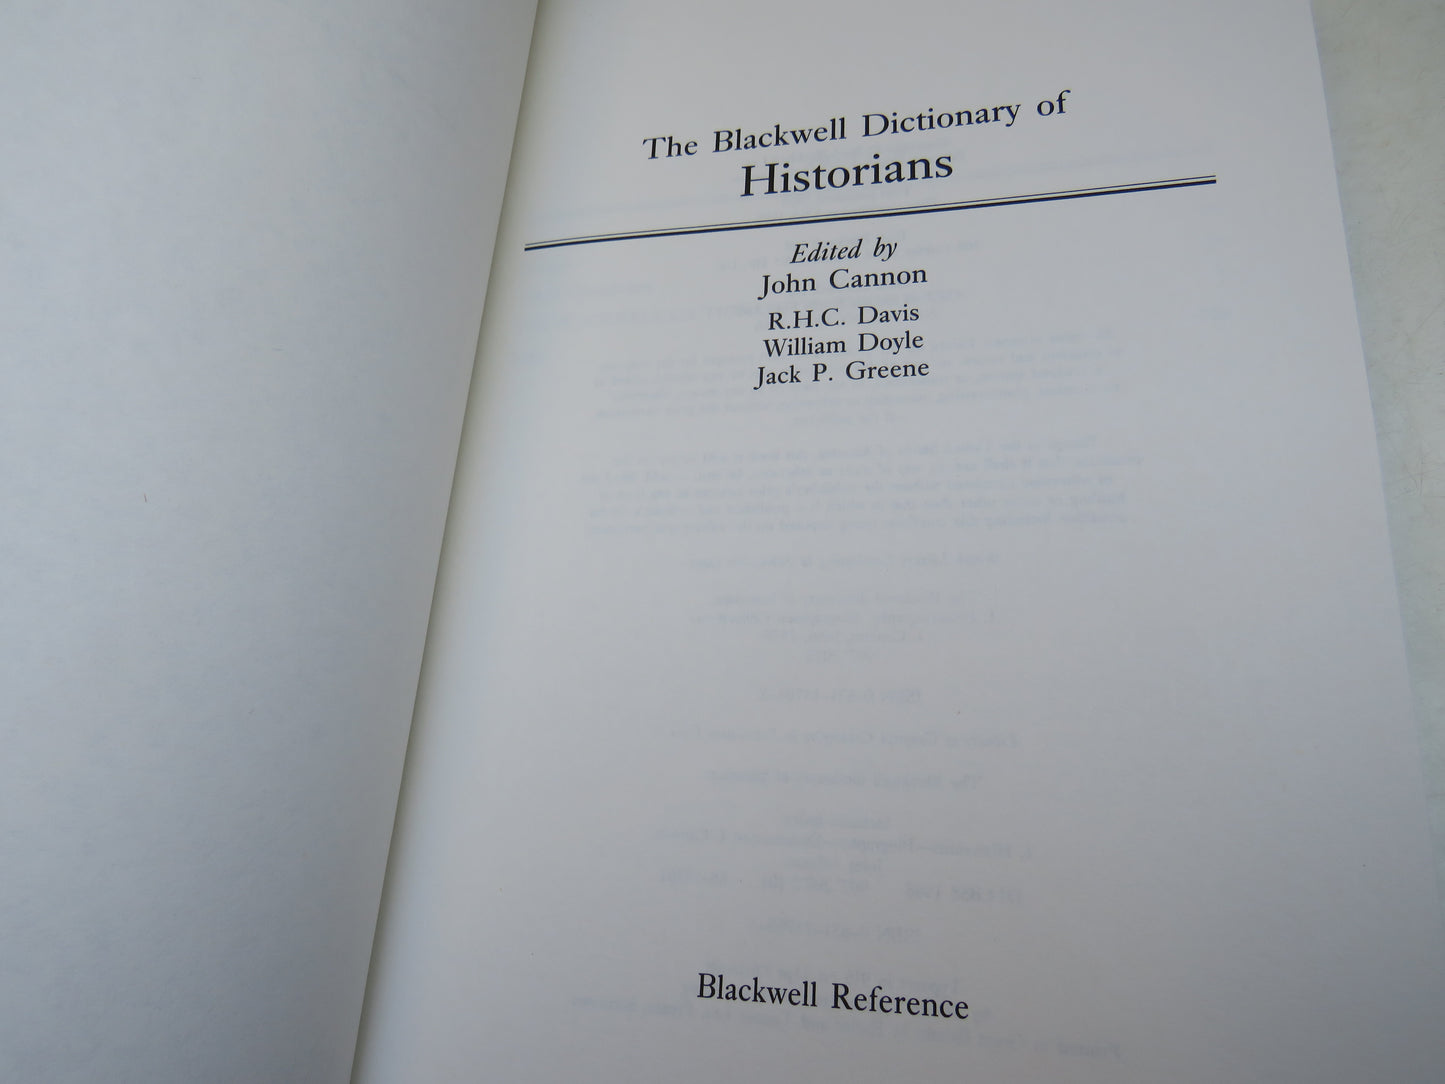 The Blackwell Dictionary of
Historians
Edited by
John Cannon
R.H.C. Davis
William Doyle
Jack P. Greene
Blackwell Reference